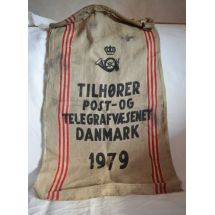 TILHØRER
POST-OG
TELEGRAFVÆSENET
DANMARK
1979